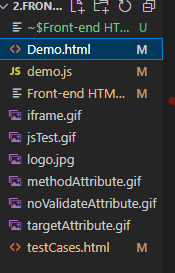 2.FRON...
~$Front-end HT... U
Demo.html M
JS demo.js M
Front-end HTM... M
iframe.gif
jsTest.gif
logo.jpg
methodAttribute.gif
noValidateAttribute.gif
targetAttribute.gif
testCases.html M